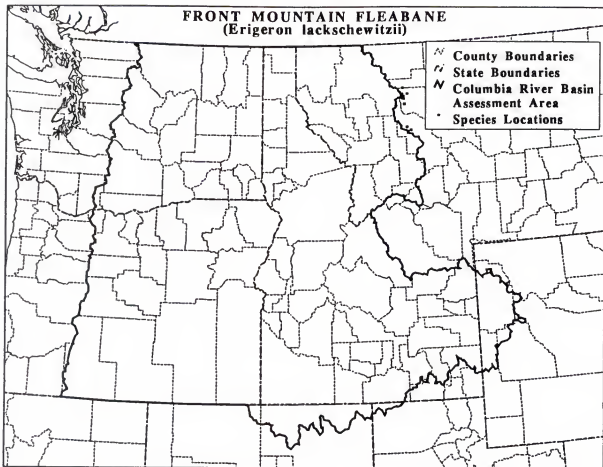 FRONT MOUNTAIN FLEABANE
(Erigeron lackschewitzii)
County Boundaries
State Boundaries
Columbia River Basin
Assessment Area
Species Locations